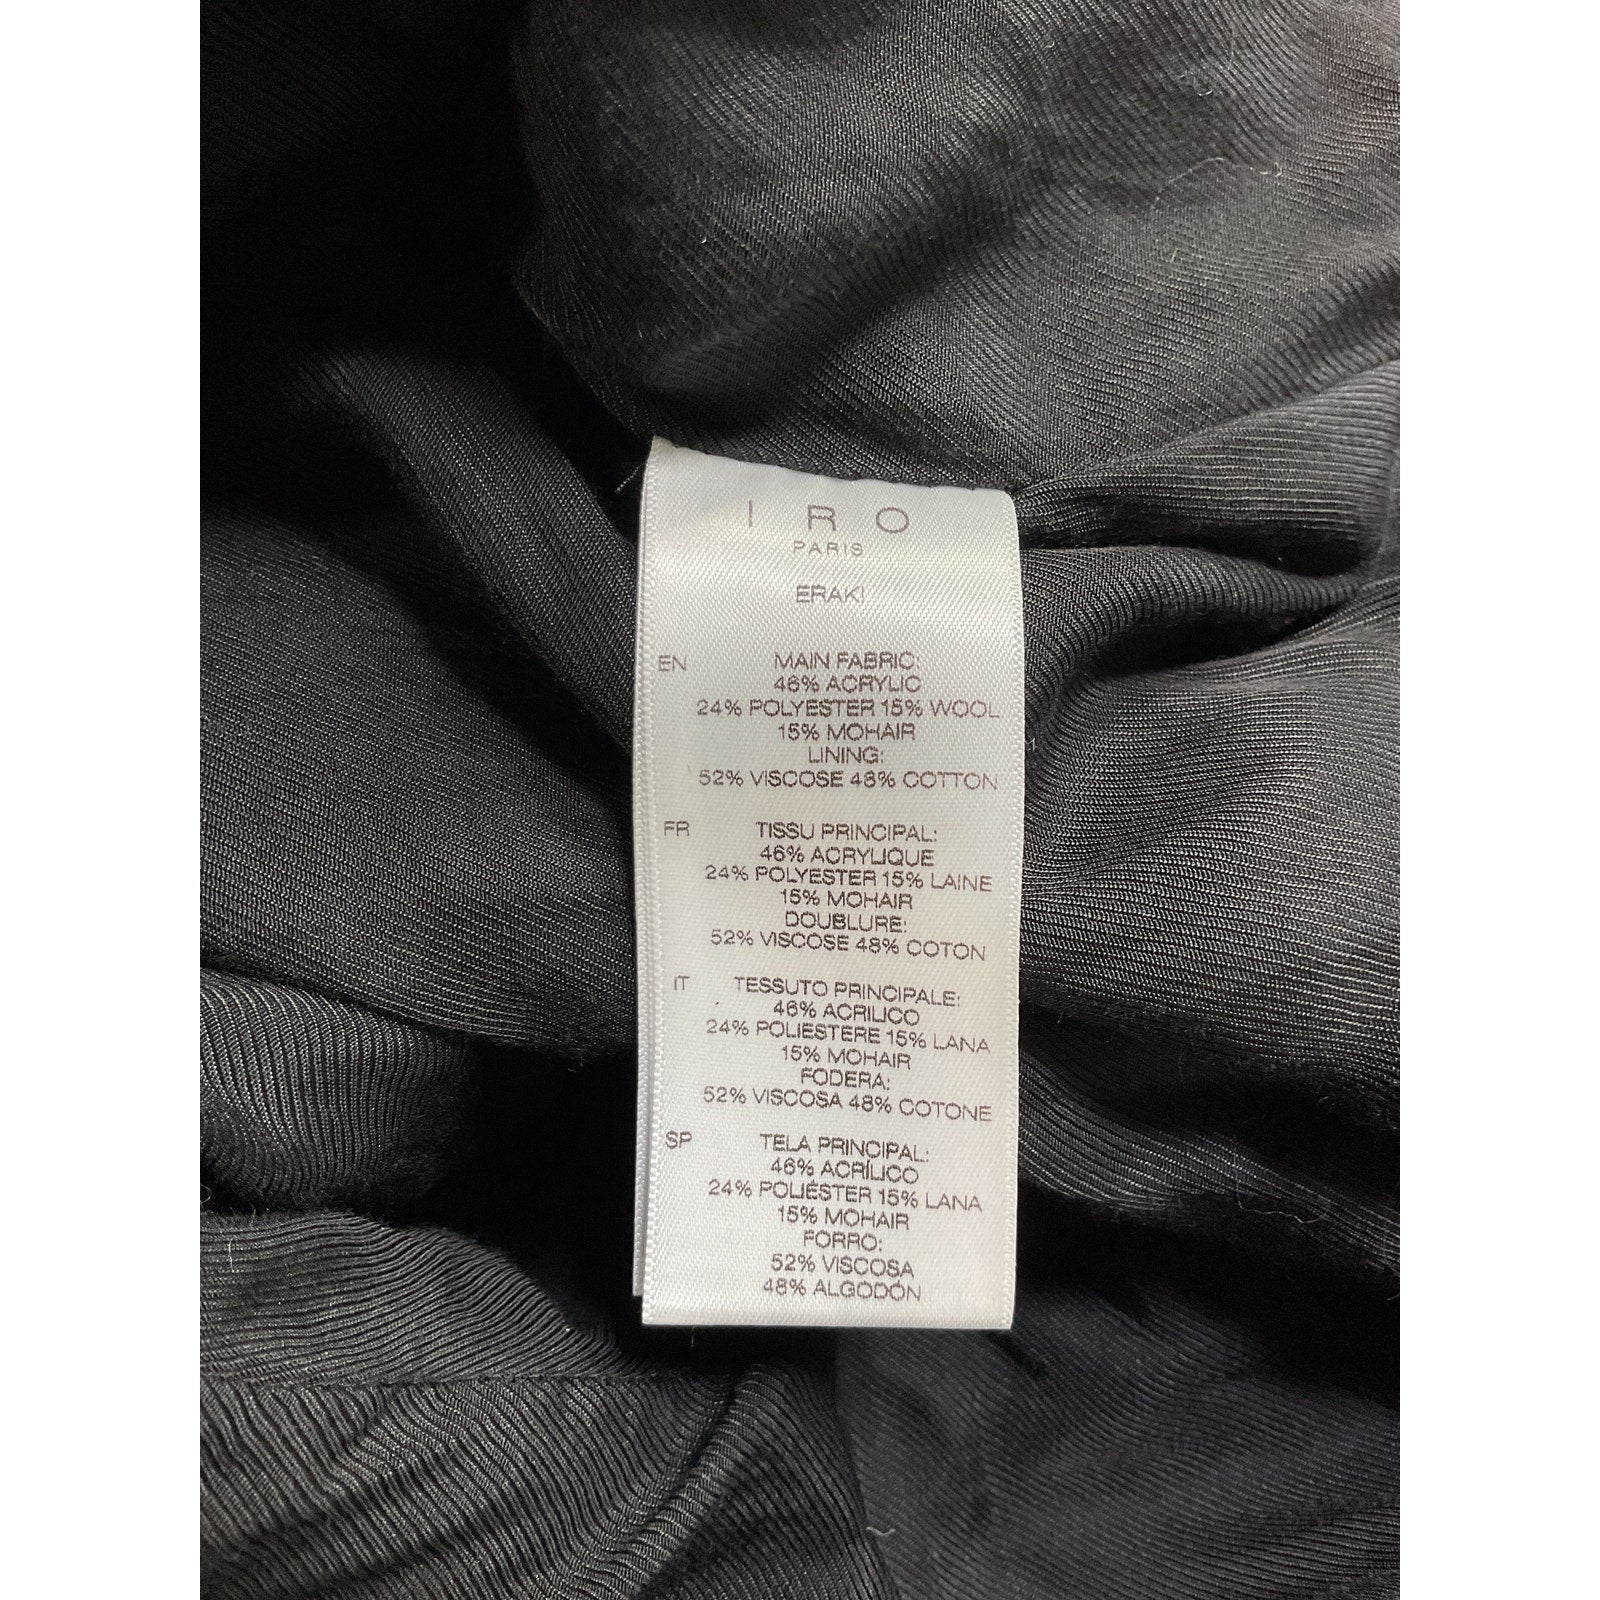 IRO
PARIS
ERAKI
EN MAIN FABRIC:
46% ACRYLIC
24% POLYESTER 15% WOOL
15% MOHAIR
LINING:
52% VISCOSE 48% COTTON
FR TISSU PRINCIPAL:
46% ACRYLIQUE
24% POLYESTER 15% LAINE
15% MOHAIR
DOUBLURE:
52% VISCOSE 48% COTON
IT TESSUTO PRINCIPALE:
46% ACRILICO
24% POLIESTERE 15% LANA
15% MOHAIR
FODERA:
52% VISCOSA 48% COTONE
SP TELA PRINCIPAL:
46% ACRÍLICO
24% POLIÉSTER 15% LANA
15% MOHAIR
FORRO:
52% VISCOSA
48% ALGODÓN